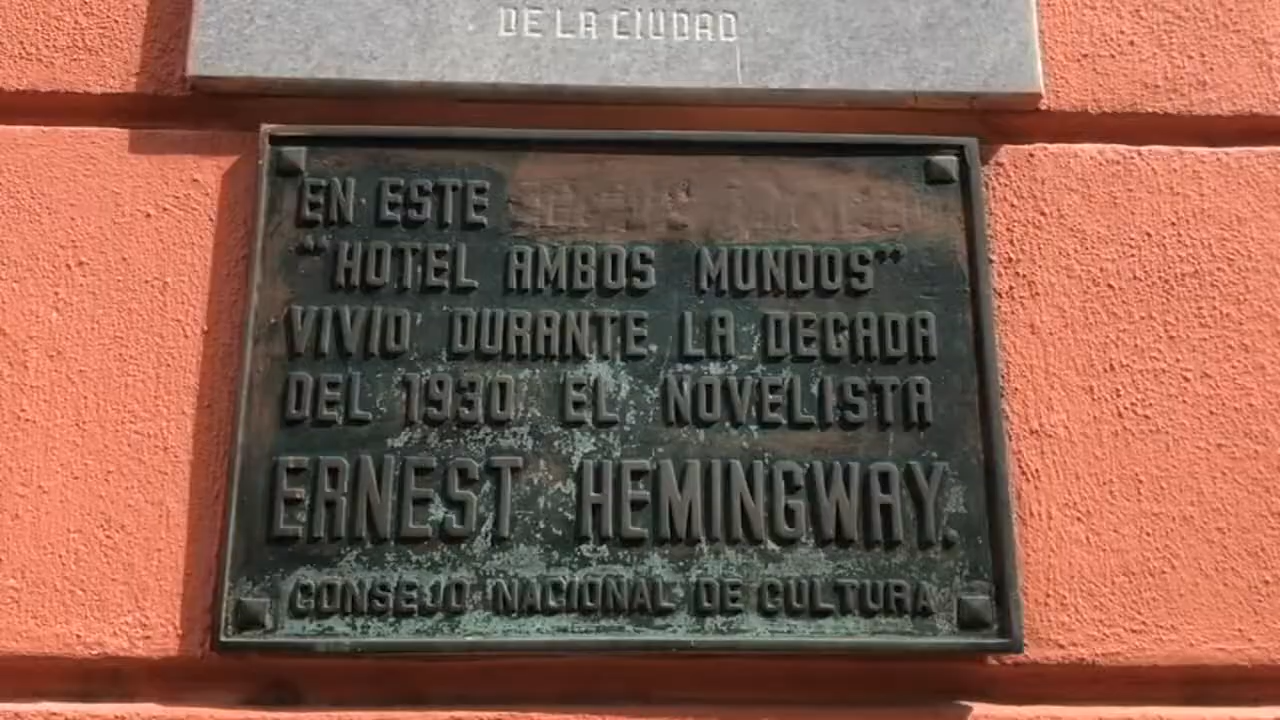 DE LA CIUDAD
EN ESTE
"HOTEL AMBOS MUNDOS"
VIVIO DURANTE LA DECADA
DEL 1930 EL NOVELISTA
ERNEST HEMINGWAY.
CONSEJO NACIONAL DE CULTURA